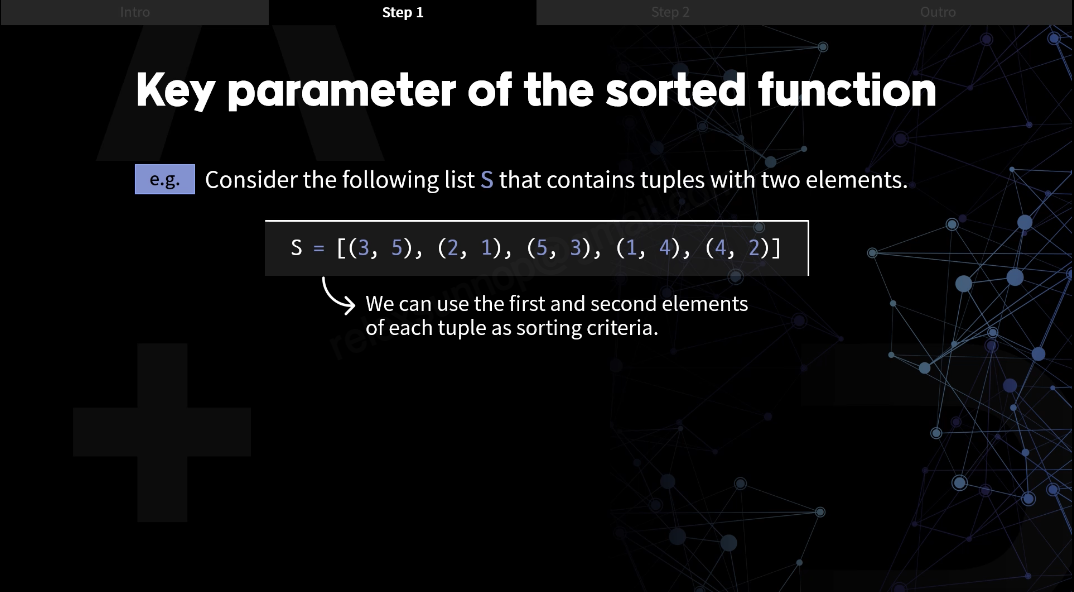 Intro
Step 1
Step 2
Outro
Key parameter of the sorted function
e.g. Consider the following list S that contains tuples with two elements.
S = [(3, 5), (2, 1), (5, 3), (1, 4), (4, 2)]
We can use the first and second elements
of each tuple as sorting criteria.